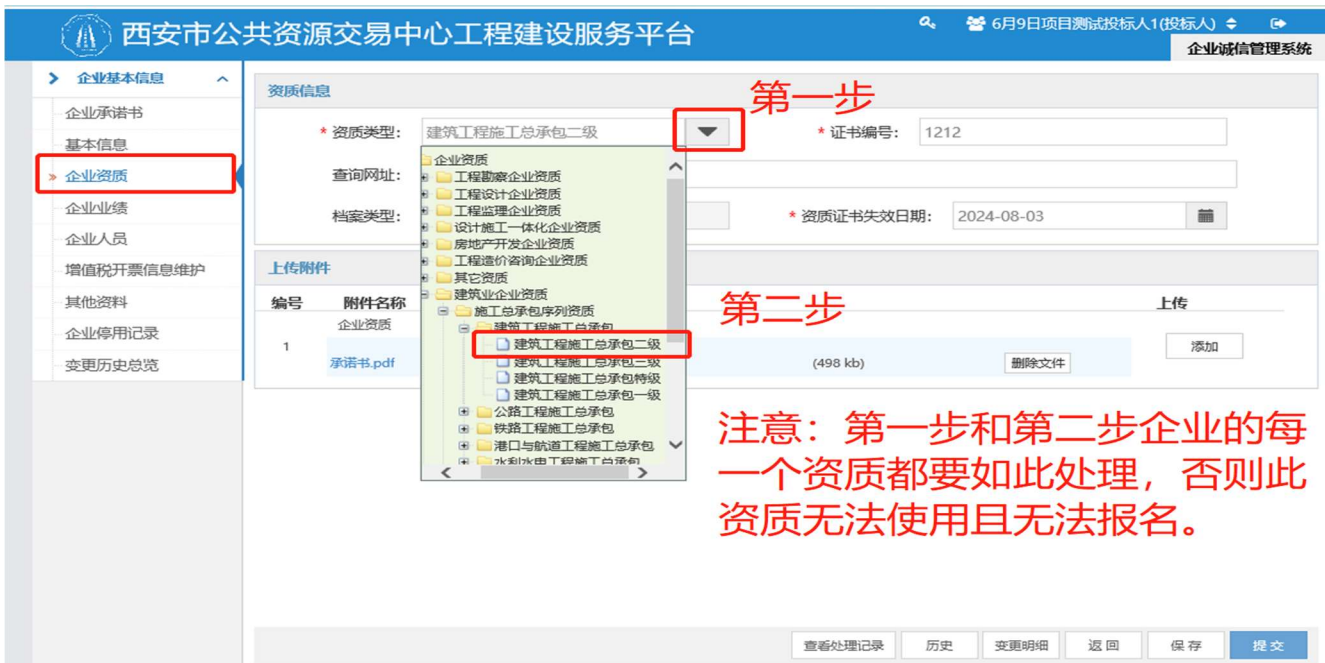 西安市公共资源交易中心工程建设服务平台
6月9日项目测试投标人1(投标人)
企业诚信管理系统
企业基本信息
企业承诺书
基本信息
企业资质
企业业绩
企业人员
增值税开票信息维护
其他资料
企业停用记录
变更历史总览
资质信息
第一步
* 资质类型: 建筑工程施工总承包二级
* 证书编号: 1212
查询网址:
档案类型:
* 资质证书失效日期: 2024-08-03
企业资质
工程勘察企业资质
工程设计企业资质
工程监理企业资质
设计施工一体化企业资质
房地产开发企业资质
工程造价咨询企业资质
其它资质
建筑业企业资质
施工总承包序列资质
建筑工程施工总承包
建筑工程施工总承包二级
建筑工程施工总承包三级
建筑工程施工总承包特级
建筑工程施工总承包一级
公路工程施工总承包
铁路工程施工总承包
港口与航道工程施工总承包
水利水电工程施工总承包
第二步
上传附件
编号 附件名称 上传
企业资质
1
承诺书.pdf (498 kb) 删除文件
添加
注意：第一步和第二步企业的每
一个资质都要如此处理，否则此
资质无法使用且无法报名。
查看处理记录 历史 变更明细 返回 保存 提交